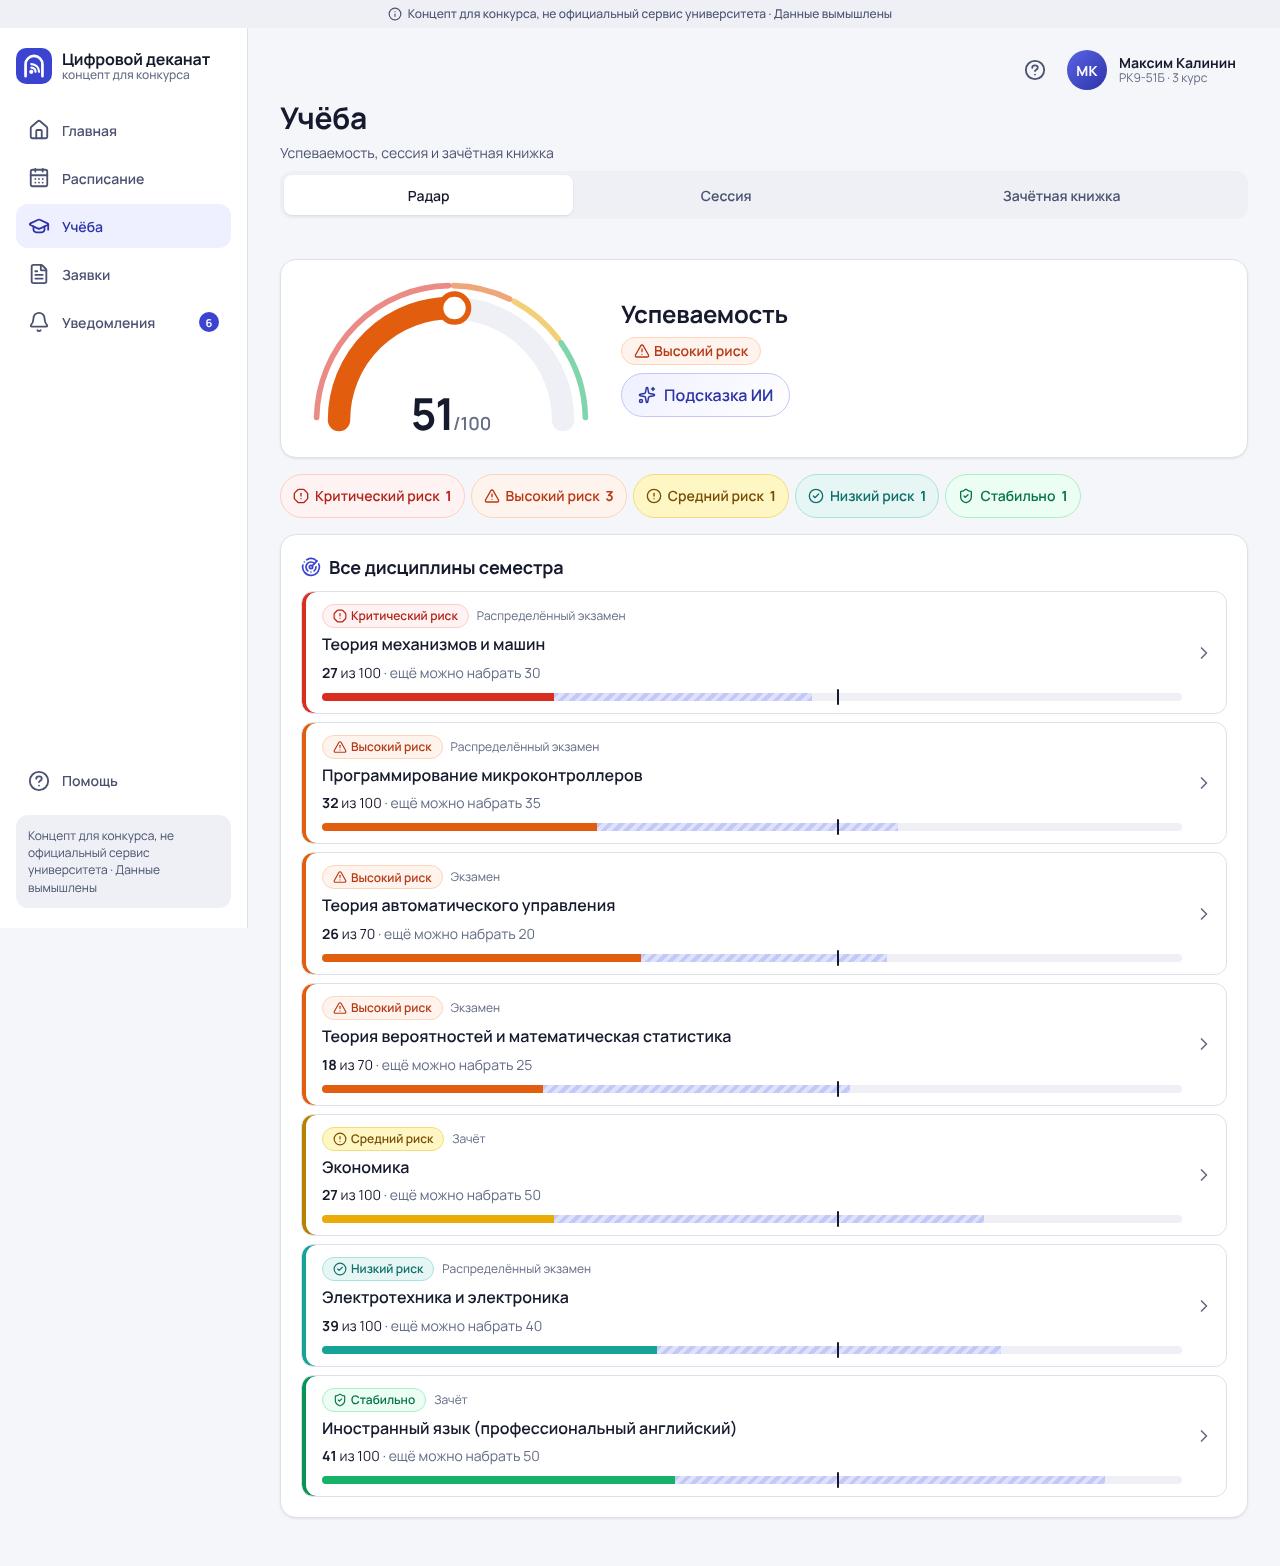 Концепт для конкурса, не официальный сервис университета · Данные вымышлены
Цифровой деканат
концепт для конкурса
Главная
Расписание
Учёба
Заявки
Уведомления 6
Помощь
Концепт для конкурса, не
официальный сервис
университета · Данные
вымышлены
МК
Максим Калинин
РК9-51Б · 3 курс
Учёба
Успеваемость, сессия и зачётная книжка
Радар Сессия Зачётная книжка
51/100
Успеваемость
Высокий риск
Подсказка ИИ
Критический риск 1 Высокий риск 3 Средний риск 1 Низкий риск 1 Стабильно 1
Все дисциплины семестра
Критический риск Распределённый экзамен
Теория механизмов и машин
27 из 100 · ещё можно набрать 30
Высокий риск Распределённый экзамен
Программирование микроконтроллеров
32 из 100 · ещё можно набрать 35
Высокий риск Экзамен
Теория автоматического управления
26 из 70 · ещё можно набрать 20
Высокий риск Экзамен
Теория вероятностей и математическая статистика
18 из 70 · ещё можно набрать 25
Средний риск Зачёт
Экономика
27 из 100 · ещё можно набрать 50
Низкий риск Распределённый экзамен
Электротехника и электроника
39 из 100 · ещё можно набрать 40
Стабильно Зачёт
Иностранный язык (профессиональный английский)
41 из 100 · ещё можно набрать 50